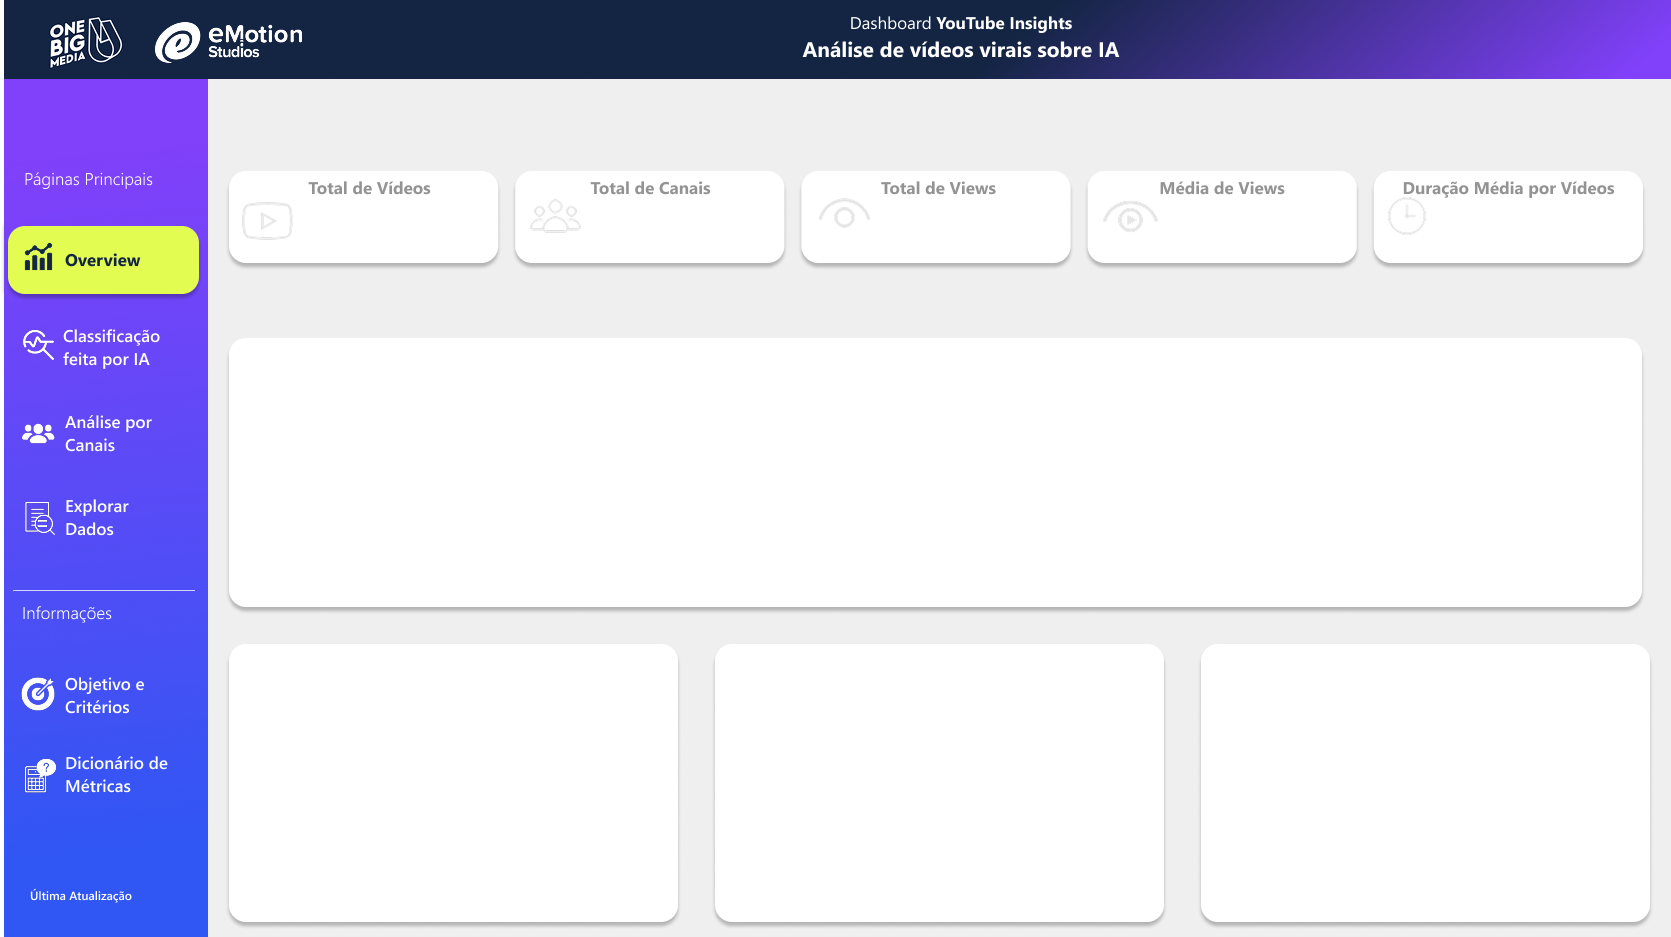 ONE
BIG
MEDIA
eMotion
Studios
Dashboard YouTube Insights
Análise de vídeos virais sobre IA
Páginas Principais
Overview
Classificação
feita por IA
Análise por
Canais
Explorar
Dados
Informações
Objetivo e
Critérios
?
Dicionário de
Métricas
Última Atualização
Total de Vídeos
Total de Canais
Total de Views
Média de Views
Duração Média por Vídeos